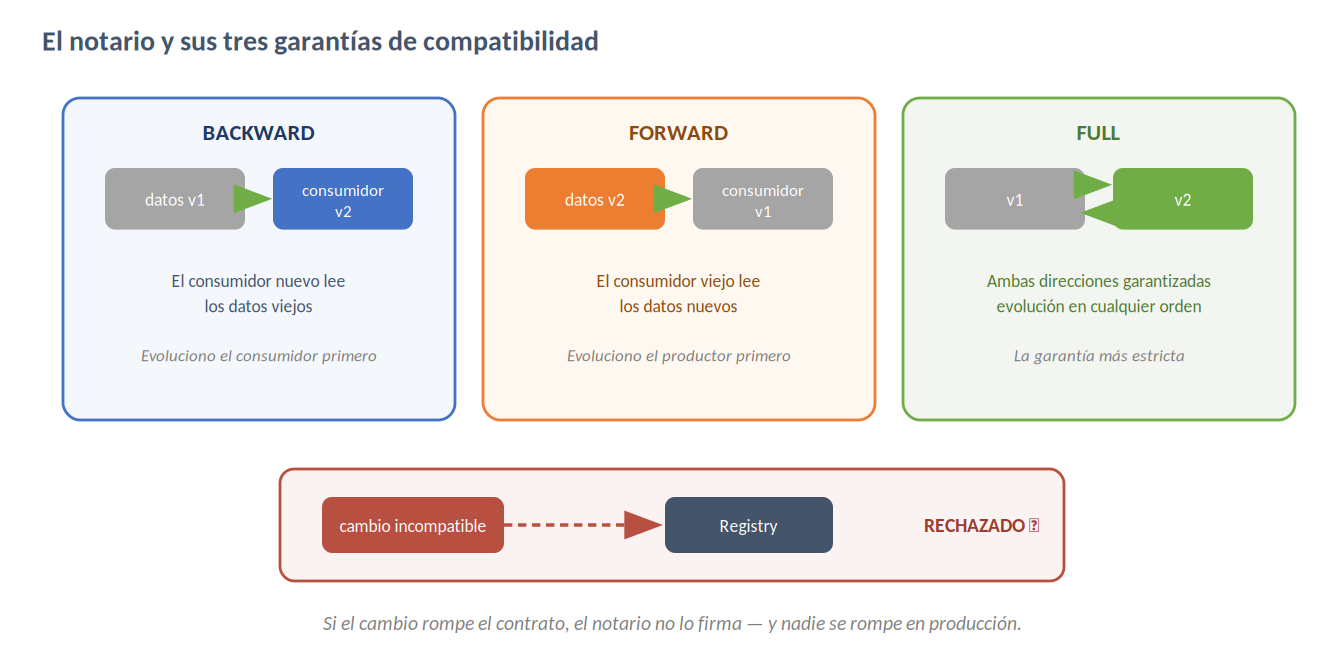 El notario y sus tres garantías de compatibilidad
BACKWARD
datos v1
consumidor
v2
El consumidor nuevo lee
los datos viejos
Evoluciono el consumidor primero
FORWARD
datos v2
consumidor
v1
El consumidor viejo lee
los datos nuevos
Evoluciono el productor primero
FULL
v1
v2
Ambas direcciones garantizadas
evolución en cualquier orden
La garantía más estricta
cambio incompatible
Registry
RECHAZADO
Si el cambio rompe el contrato, el notario no lo firma — y nadie se rompe en producción.